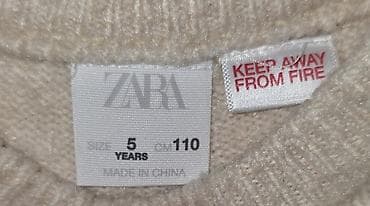 ZARA
SIZE 5 YEARS CM 110
MADE IN CHINA
KEEP AWAY
FROM FIRE